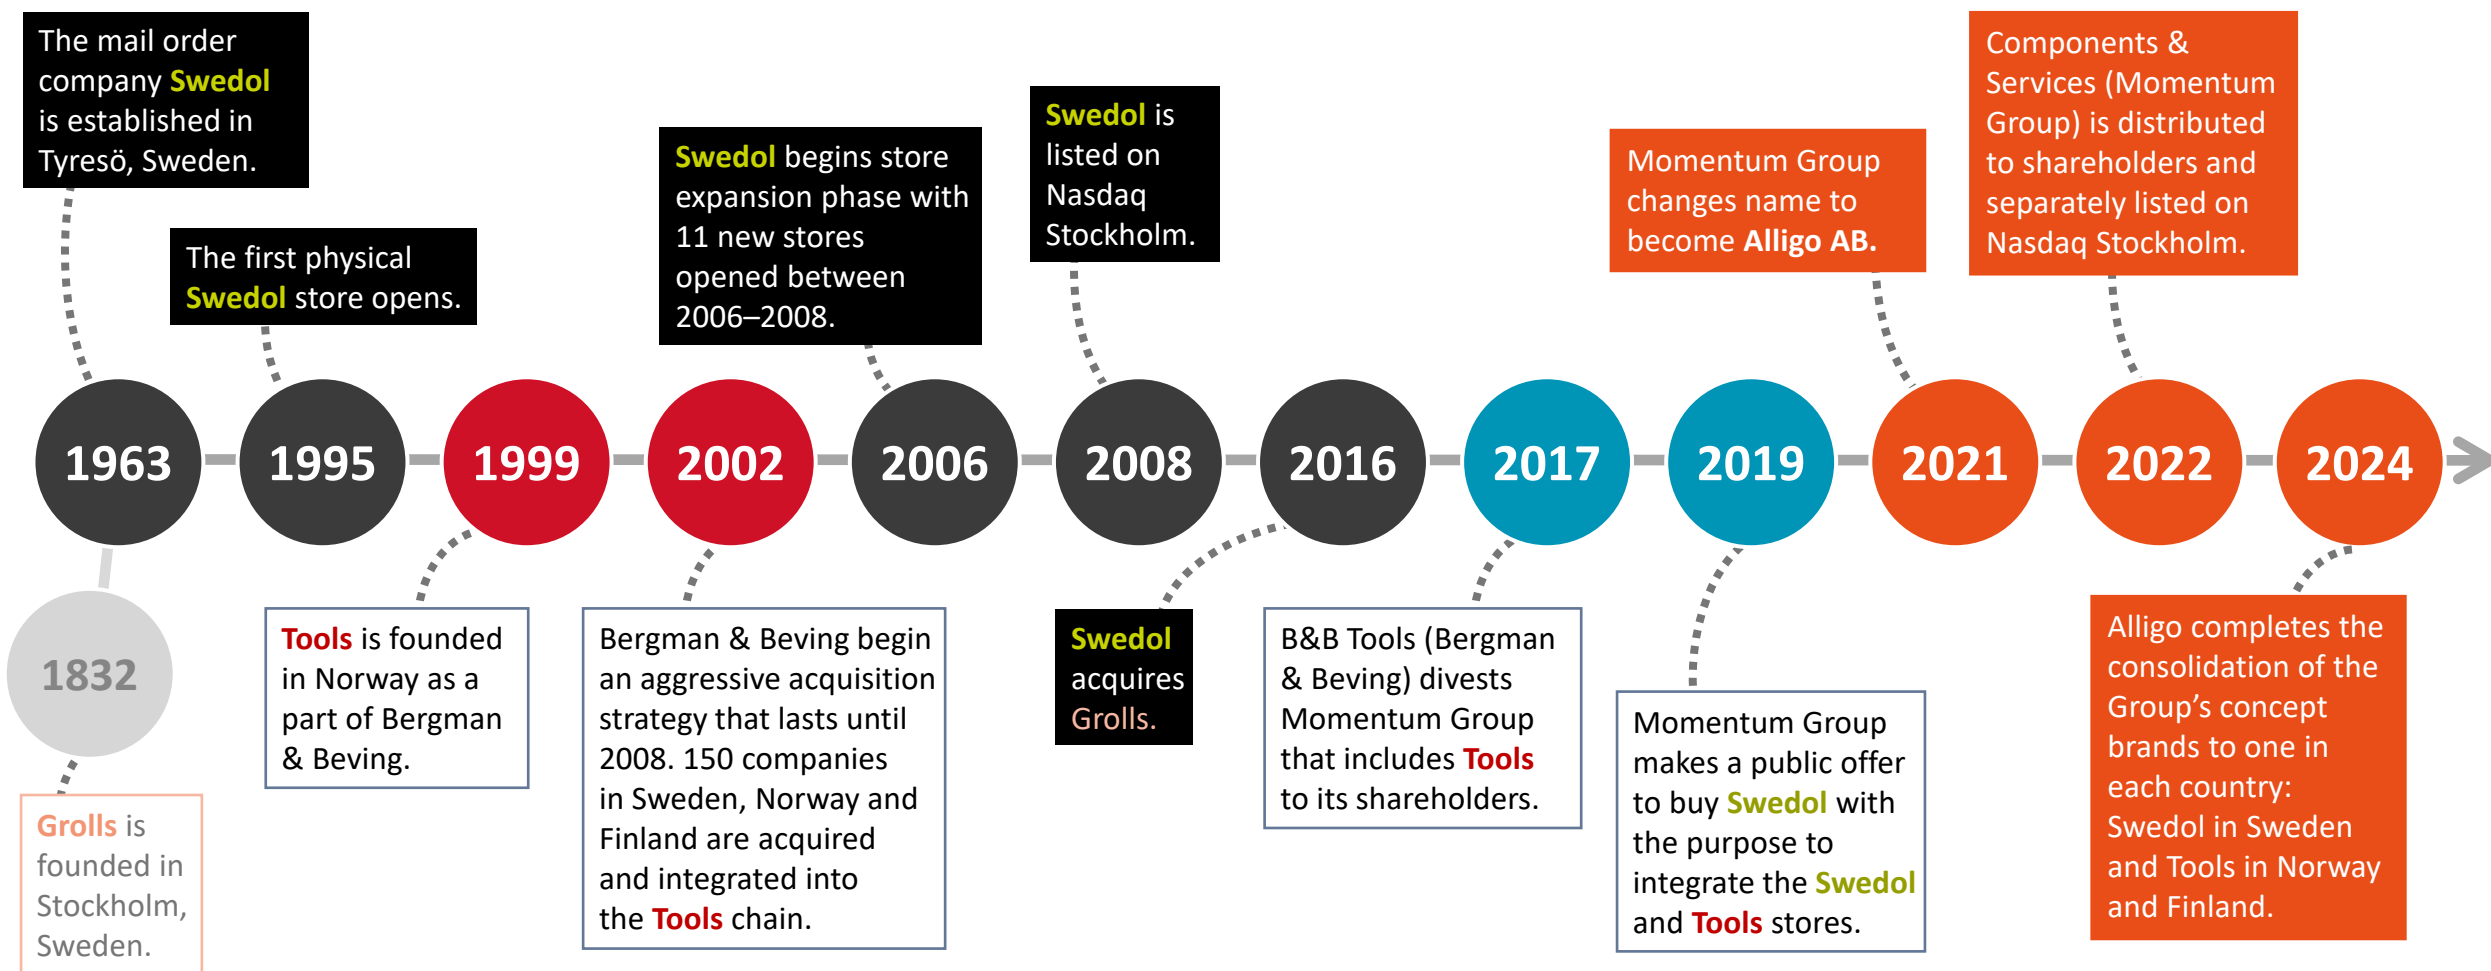 The mail order
company Swedol
is established in
Tyresö, Sweden.
The first physical
Swedol store opens.
Swedol begins store
expansion phase with
11 new stores
opened between
2006–2008.
Swedol is
listed on
Nasdaq
Stockholm.
Momentum Group
changes name to
become Alligo AB.
Components &
Services (Momentum
Group) is distributed
to shareholders and
separately listed on
Nasdaq Stockholm.
1963
1995
1999
2002
2006
2008
2016
2017
2019
2021
2022
2024
1832
Grolls is
founded in
Stockholm,
Sweden.
Tools is founded
in Norway as a
part of Bergman
& Beving.
Bergman & Beving begin
an aggressive acquisition
strategy that lasts until
2008. 150 companies
in Sweden, Norway and
Finland are acquired
and integrated into
the Tools chain.
Swedol
acquires
Grolls.
B&B Tools (Bergman
& Beving) divests
Momentum Group
that includes Tools
to its shareholders.
Momentum Group
makes a public offer
to buy Swedol with
the purpose to
integrate the Swedol
and Tools stores.
Alligo completes the
consolidation of the
Group’s concept
brands to one in
each country:
Swedol in Sweden
and Tools in Norway
and Finland.